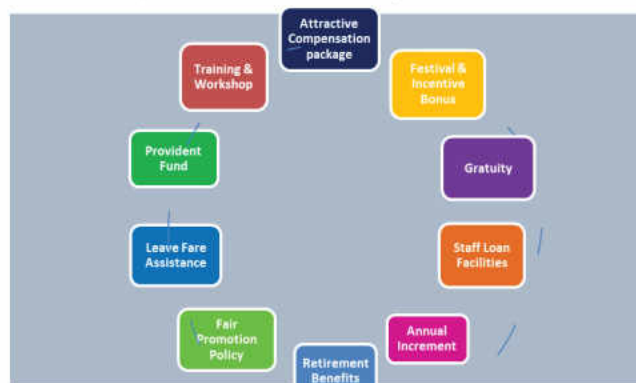 Attractive
Compensation
package
Festival &
Incentive
Bonus
Gratuity
Staff Loan
Facilities
Annual
Increment
Retirement
Benefits
Fair
Promotion
Policy
Leave Fare
Assistance
Provident
Fund
Training &
Workshop